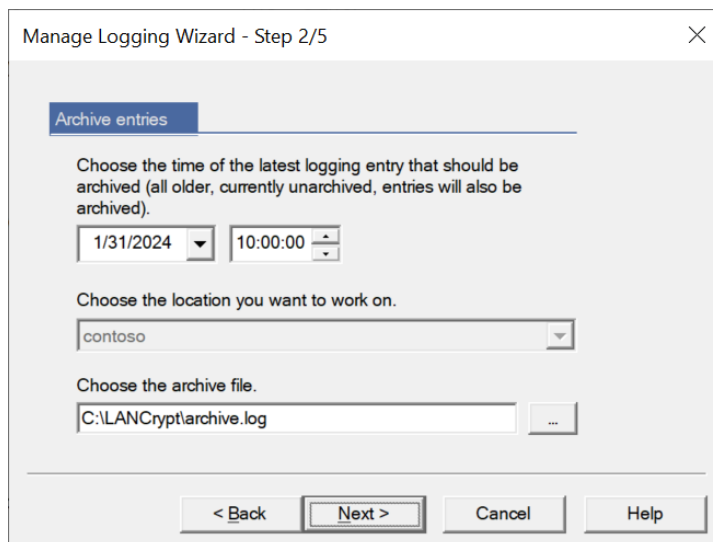 Manage Logging Wizard - Step 2/5
Archive entries
Choose the time of the latest logging entry that should be
archived (all older, currently unarchived, entries will also be
archived).
1/31/2024 10:00:00
Choose the location you want to work on.
contoso
Choose the archive file.
C:\LANCrypt\archive.log ...
< Back Next > Cancel Help